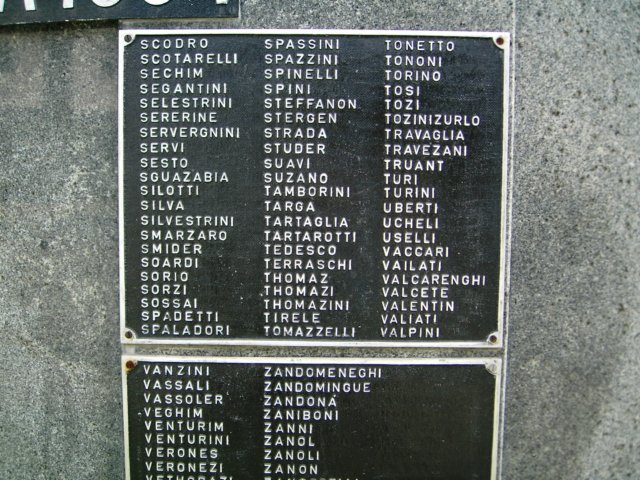 SCODRO
SCOTARELLI
SECHIM
SEGANTINI
SELESTRINI
SERERINE
SERVERGNINI
SERVI
SESTO
SGUAZABIA
SILOTTI
SILVA
SILVESTRINI
SMARZARO
SMIDER
SOARDI
SORIO
SORZI
SOSSAI
SPADETTI
SPALADORI
SPASSINI
SPAZZINI
SPINELLI
SPINI
STEFFANON
STERGEN
STRADA
STUDER
SUAVI
SUZANO
TAMBORINI
TARGA
TARTAGLIA
TARTAROTTI
TEDESCO
TERRASCHI
THOMAZ
THOMAZI
THOMAZINI
TIRELE
TOMAZZELLI
TONETTO
TONONI
TORINO
TOSI
TOZI
TOZINIZURLO
TRAVAGLIA
TRAVEZANI
TRUANT
TURI
TURINI
UBERTI
UCHELI
USELLI
VACCARI
VAILATI
VALCARENGHI
VALCETE
VALENTIN
VALIATI
VALPINI
VANZINI
VASSALI
VASSOLER
VEGHIM
VENTURIM
VENTURINI
VERONES
VERONEZI
ZANDOMENEGHI
ZANDOMINGUE
ZANDONÁ
ZANIBONI
ZANNI
ZANOL
ZANOLI
ZANON